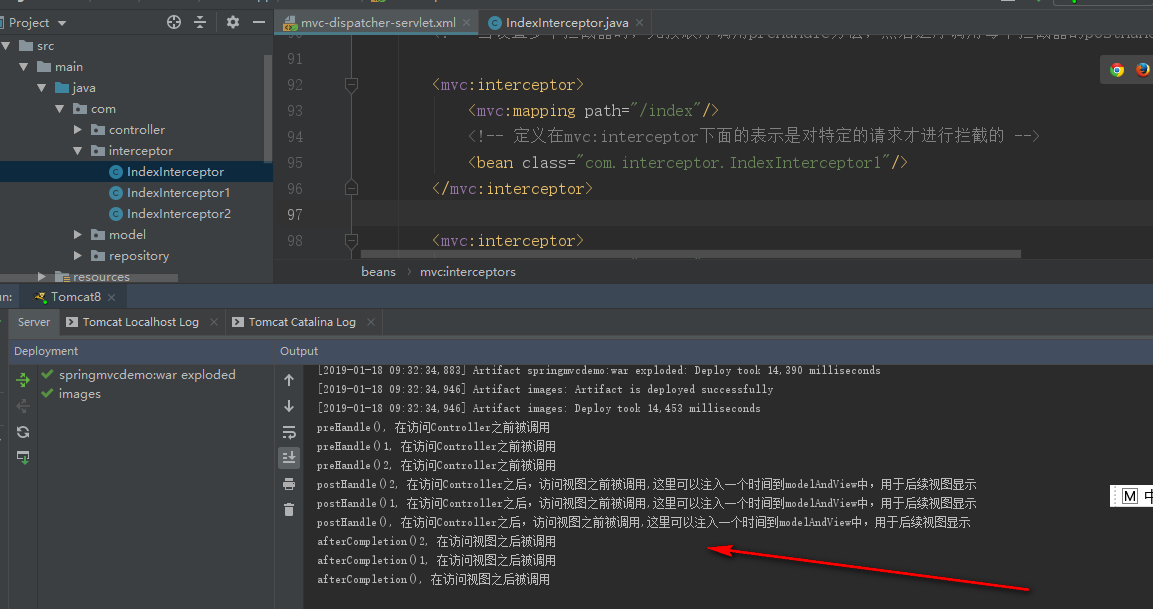 Project
mvc-dispatcher-servlet.xml
IndexInterceptor.java
src
main
java
com
controller
interceptor
IndexInterceptor
IndexInterceptor1
IndexInterceptor2
model
repository
resources
91
92 <mvc:interceptor>
93 <mvc:mapping path="/index"/>
94 <!-- 定义在mvc:interceptor下面的表示是对特定的请求才进行拦截的 -->
95 <bean class="com.interceptor.IndexInterceptor1"/>
96 </mvc:interceptor>
97
98 <mvc:interceptor>
beans mvc:interceptors
un: Tomcat8
Server Tomcat Localhost Log Tomcat Catalina Log
Deployment
springmvcdemo:war exploded
images
Output
[2019-01-18 09:32:34,883] Artifact springmvcdemo:war exploded: Deploy took 14,390 milliseconds
[2019-01-18 09:32:34,946] Artifact images: Artifact is deployed successfully
[2019-01-18 09:32:34,946] Artifact images: Deploy took 14,453 milliseconds
preHandle(), 在访问Controller之前被调用
preHandle()1, 在访问Controller之前被调用
preHandle()2, 在访问Controller之前被调用
postHandle()2, 在访问Controller之后，访问视图之前被调用,这里可以注入一个时间到modelAndView中，用于后续视图显示
postHandle()1, 在访问Controller之后，访问视图之前被调用,这里可以注入一个时间到modelAndView中，用于后续视图显示
postHandle(), 在访问Controller之后，访问视图之前被调用,这里可以注入一个时间到modelAndView中，用于后续视图显示
afterCompletion()2, 在访问视图之后被调用
afterCompletion()1, 在访问视图之后被调用
afterCompletion(), 在访问视图之后被调用
M 中